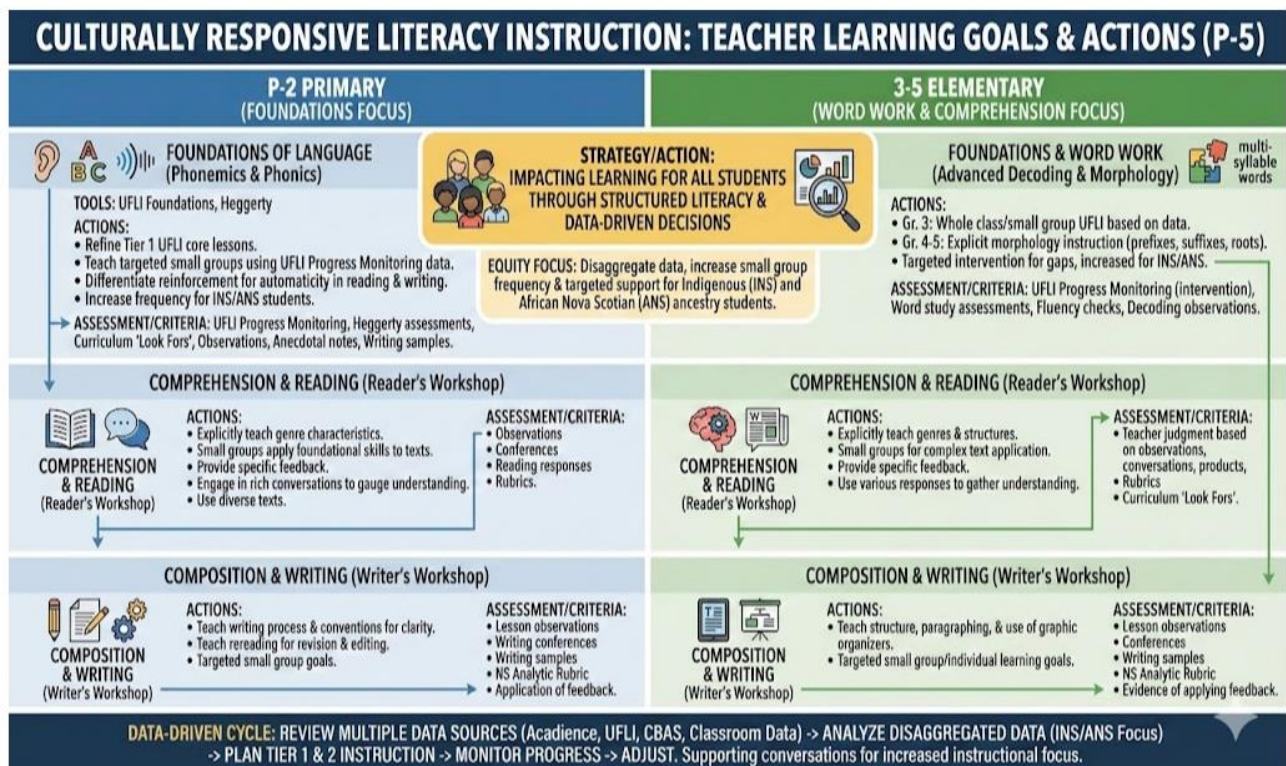 CULTURALLY RESPONSIVE LITERACY INSTRUCTION: TEACHER LEARNING GOALS & ACTIONS (P-5)
P-2 PRIMARY
(FOUNDATIONS FOCUS)
3-5 ELEMENTARY
(WORD WORK & COMPREHENSION FOCUS)
A
B C
FOUNDATIONS OF LANGUAGE
(Phonemics & Phonics)
TOOLS: UFLI Foundations, Heggerty
ACTIONS:
• Refine Tier 1 UFLI core lessons.
• Teach targeted small groups using UFLI Progress Monitoring data.
• Differentiate reinforcement for automaticity in reading & writing.
• Increase frequency for INS/ANS students.
ASSESSMENT/CRITERIA: UFLI Progress Monitoring, Heggerty assessments,
Curriculum 'Look Fors', Observations, Anecdotal notes, Writing samples.
STRATEGY/ACTION:
IMPACTING LEARNING FOR ALL STUDENTS
THROUGH STRUCTURED LITERACY &
DATA-DRIVEN DECISIONS
EQUITY FOCUS: Disaggregate data, increase small group
frequency & targeted support for Indigenous (INS) and
African Nova Scotian (ANS) ancestry students.
FOUNDATIONS & WORD WORK
(Advanced Decoding & Morphology)
multi-
syllable
words
ACTIONS:
• Gr. 3: Whole class/small group UFLI based on data.
• Gr. 4-5: Explicit morphology instruction (prefixes, suffixes, roots).
• Targeted intervention for gaps, increased for INS/ANS.
ASSESSMENT/CRITERIA: UFLI Progress Monitoring (intervention),
Word study assessments, Fluency checks, Decoding observations.
COMPREHENSION & READING (Reader's Workshop)
COMPREHENSION
& READING
(Reader's Workshop)
ACTIONS:
• Explicitly teach genre characteristics.
• Small groups apply foundational skills to texts.
• Provide specific feedback.
• Engage in rich conversations to gauge understanding.
• Use diverse texts.
ASSESSMENT/CRITERIA:
• Observations
• Conferences
• Reading responses
• Rubrics.
COMPREHENSION & READING (Reader's Workshop)
W
COMPREHENSION
& READING
(Reader's Workshop)
ACTIONS:
• Explicitly teach genres & structures.
• Small groups for complex text application.
• Provide specific feedback.
• Use various responses to gather understanding.
ASSESSMENT/CRITERIA:
• Teacher judgment based
on observations,
conversations, products,
• Rubrics
• Curriculum 'Look Fors'.
COMPOSITION & WRITING (Writer's Workshop)
COMPOSITION
& WRITING
(Writer's Workshop)
ACTIONS:
• Teach writing process & conventions for clarity.
• Teach rereading for revision & editing.
• Targeted small group goals.
ASSESSMENT/CRITERIA:
• Lesson observations
• Writing conferences
• Writing samples
• NS Analytic Rubric
• Application of feedback.
COMPOSITION & WRITING (Writer's Workshop)
T
COMPOSITION
& WRITING
(Writer's Workshop)
ACTIONS:
• Teach structure, paragraphing, & use of graphic
organizers.
• Targeted small group/individual learning goals.
ASSESSMENT/CRITERIA:
• Lesson observations
• Conferences
• Writing samples
• NS Analytic Rubric
• Evidence of applying feedback.
DATA-DRIVEN CYCLE: REVIEW MULTIPLE DATA SOURCES (Acadience, UFLI, CBAS, Classroom Data) -> ANALYZE DISAGGREGATED DATA (INS/ANS Focus)
-> PLAN TIER 1 & 2 INSTRUCTION -> MONITOR PROGRESS -> ADJUST. Supporting conversations for increased instructional focus.